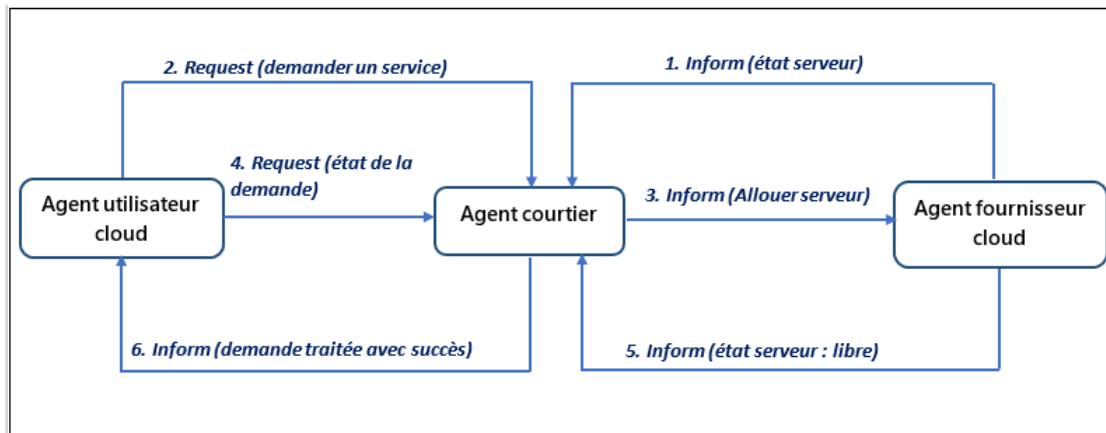 2. Request (demander un service)
1. Inform (état serveur)
4. Request (état de la
demande)
3. Inform (Allouer serveur)
Agent utilisateur
cloud
Agent courtier
Agent fournisseur
cloud
6. Inform (demande traitée avec succès)
5. Inform (état serveur : libre)